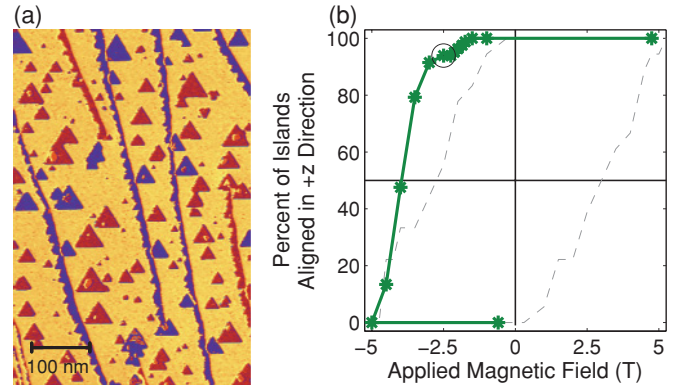 (a)
100 nm
(b)
Percent of Islands
Aligned in +z Direction
100
80
60
40
20
0
-5 -2.5 0 2.5 5
Applied Magnetic Field (T)